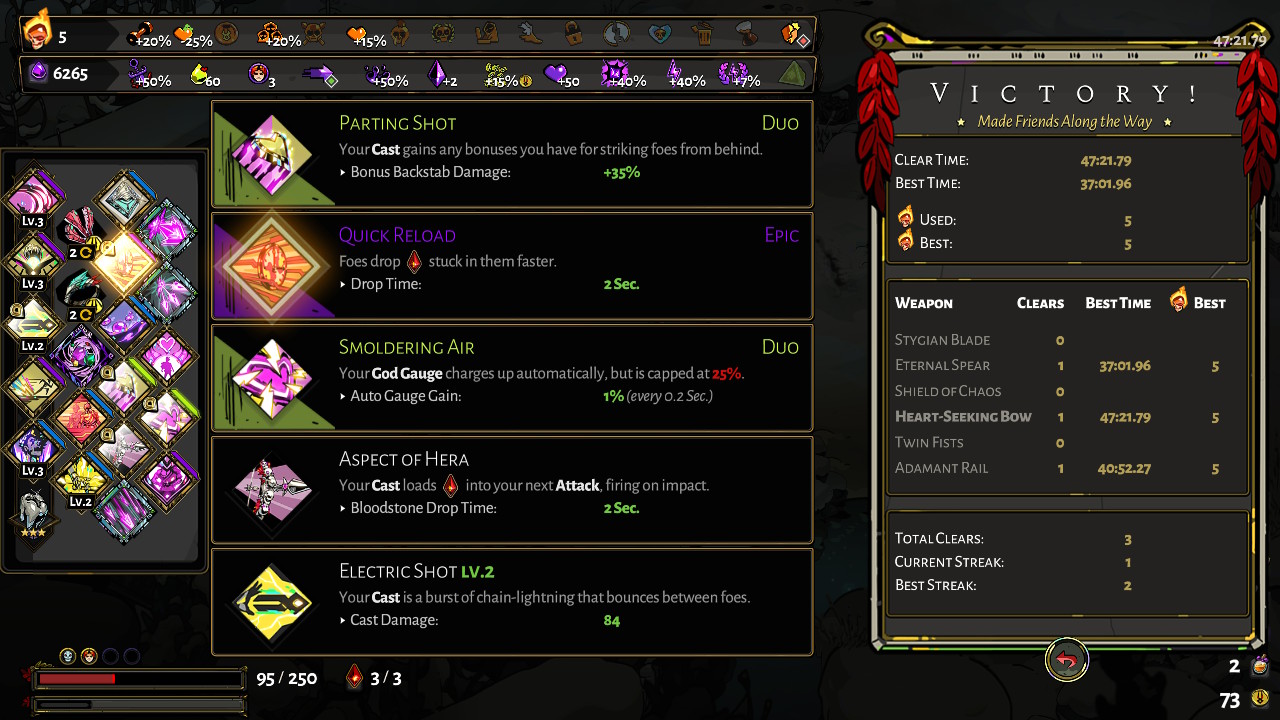 5 +20% -25% +20% +15%
47:21.79
6265 +50% 60 3 +50% +2 +15% +50 +40% +40% +7%
PARTING SHOT DUO
Your Cast gains any bonuses you have for striking foes from behind.
‣ Bonus Backstab Damage: +35%
QUICK RELOAD EPIC
Foes drop stuck in them faster.
‣ Drop Time: 2 Sec.
SMOLDERING AIR DUO
Your God Gauge charges up automatically, but is capped at 25%.
‣ Auto Gauge Gain: 1% (every 0.2 Sec.)
ASPECT OF HERA
Your Cast loads into your next Attack, firing on impact.
‣ Bloodstone Drop Time: 2 Sec.
ELECTRIC SHOT LV.2
Your Cast is a burst of chain-lightning that bounces between foes.
‣ Cast Damage: 84
Lv.3
2
Lv.3
2
Lv.2
Lv.3
Lv.2
95 / 250 3 / 3
VICTORY!
Made Friends Along the Way
CLEAR TIME: 47:21.79
BEST TIME: 37:01.96
USED: 5
BEST: 5
WEAPON CLEARS BEST TIME BEST
STYGIAN BLADE 0
ETERNAL SPEAR 1 37:01.96 5
SHIELD OF CHAOS 0
HEART-SEEKING BOW 1 47:21.79 5
TWIN FISTS 0
ADAMANT RAIL 1 40:52.27 5
TOTAL CLEARS: 3
CURRENT STREAK: 1
BEST STREAK: 2
2
73